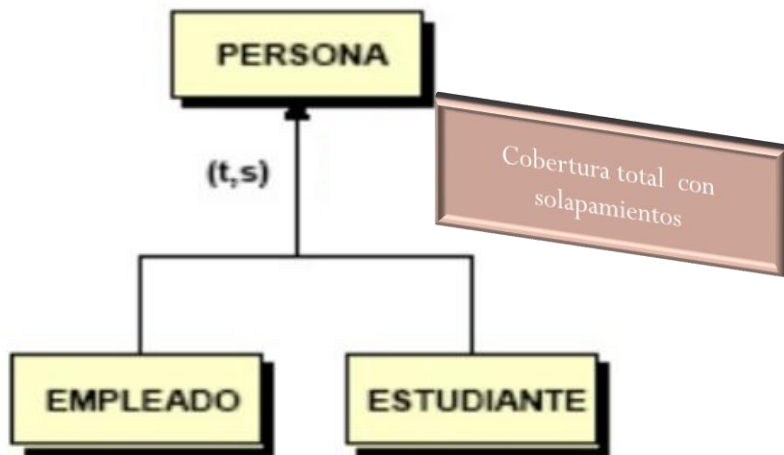 PERSONA
(t,s)
Cobertura total con
solapamientos
EMPLEADO
ESTUDIANTE